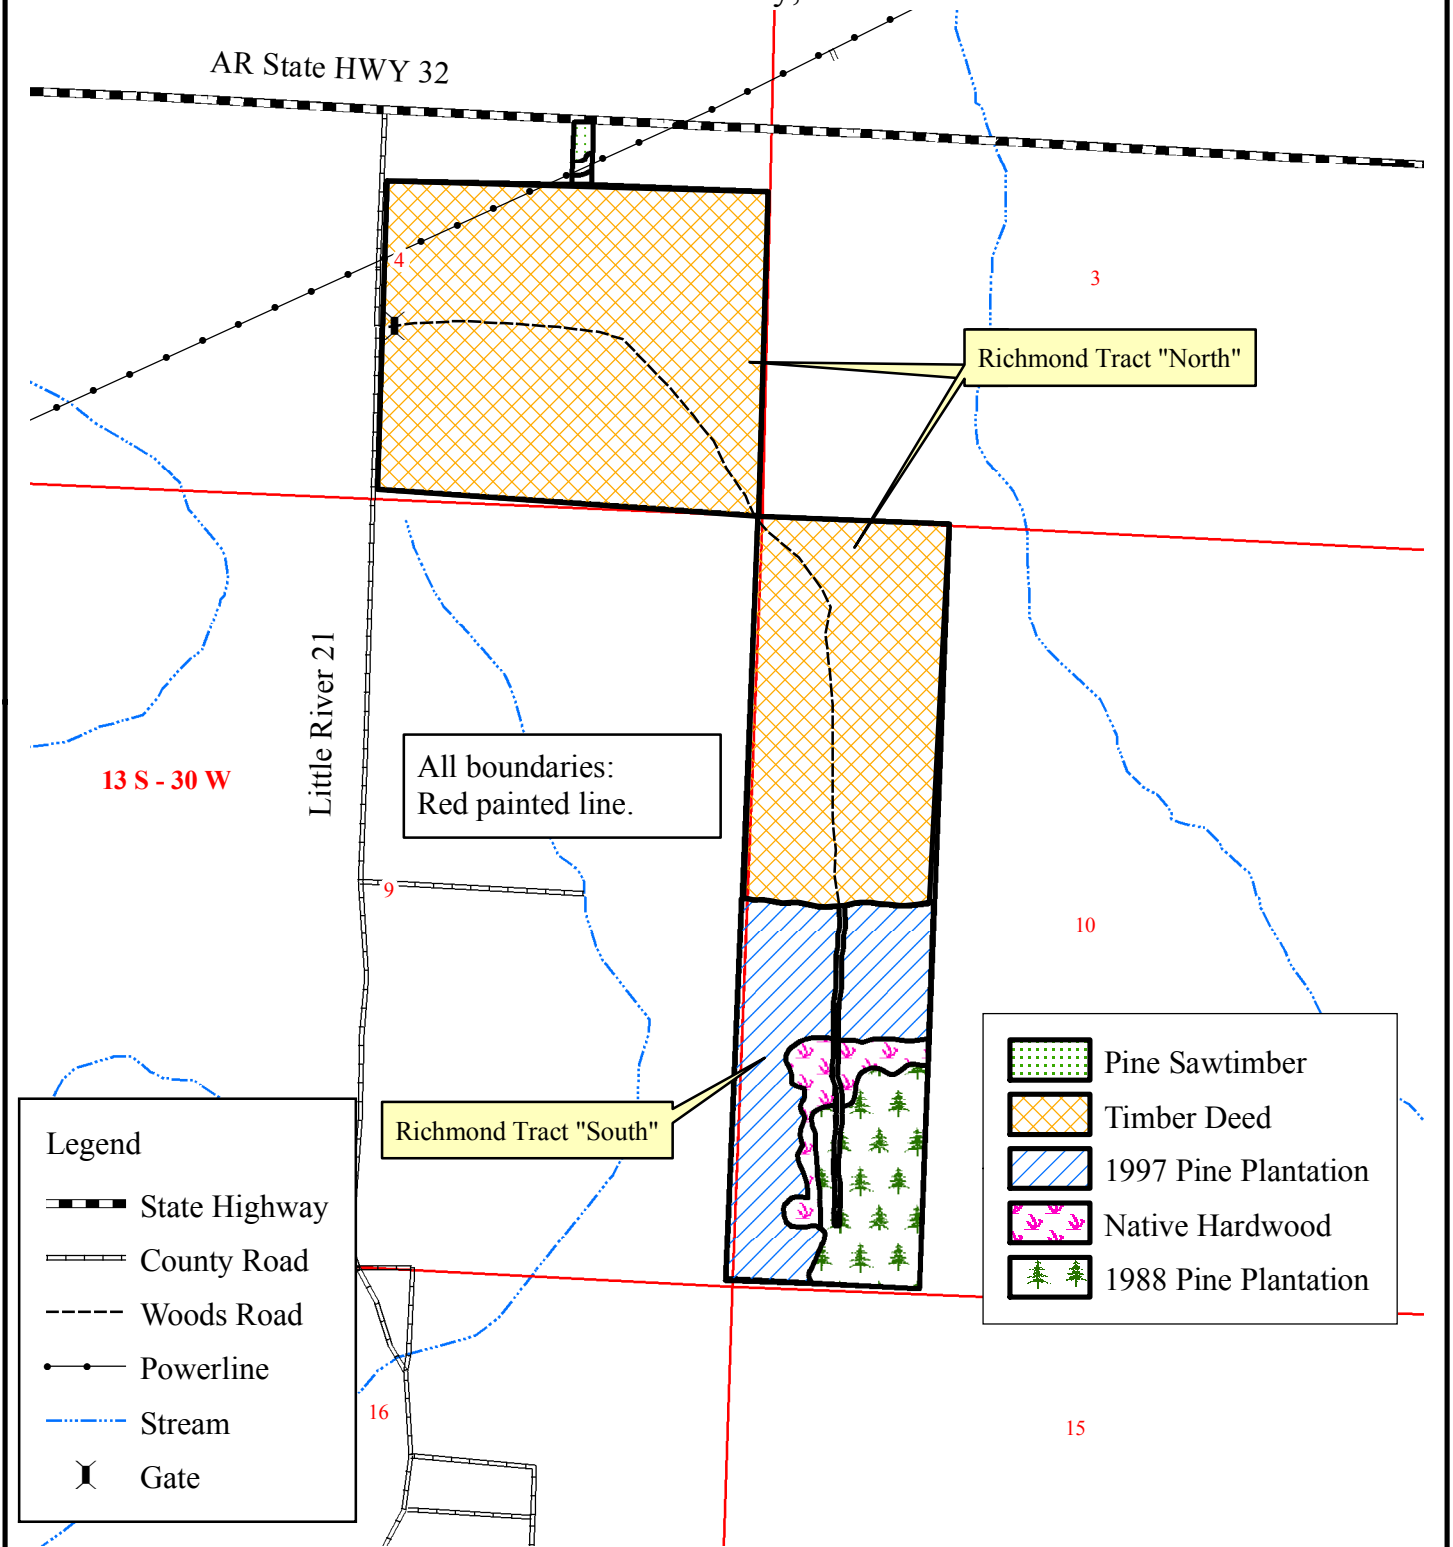 AR State HWY 32
4
3
Richmond Tract "North"
Little River 21
All boundaries:
Red painted line.
13 S - 30 W
9
10
Richmond Tract "South"
Pine Sawtimber
Timber Deed
1997 Pine Plantation
Native Hardwood
1988 Pine Plantation
Legend
State Highway
County Road
Woods Road
Powerline
Stream
Gate
16
15